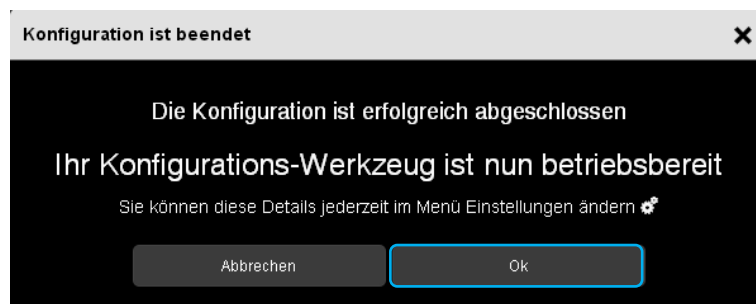 Konfiguration ist beendet
Die Konfiguration ist erfolgreich abgeschlossen
Ihr Konfigurations-Werkzeug ist nun betriebsbereit
Sie können diese Details jederzeit im Menü Einstellungen ändern
Abbrechen
Ok